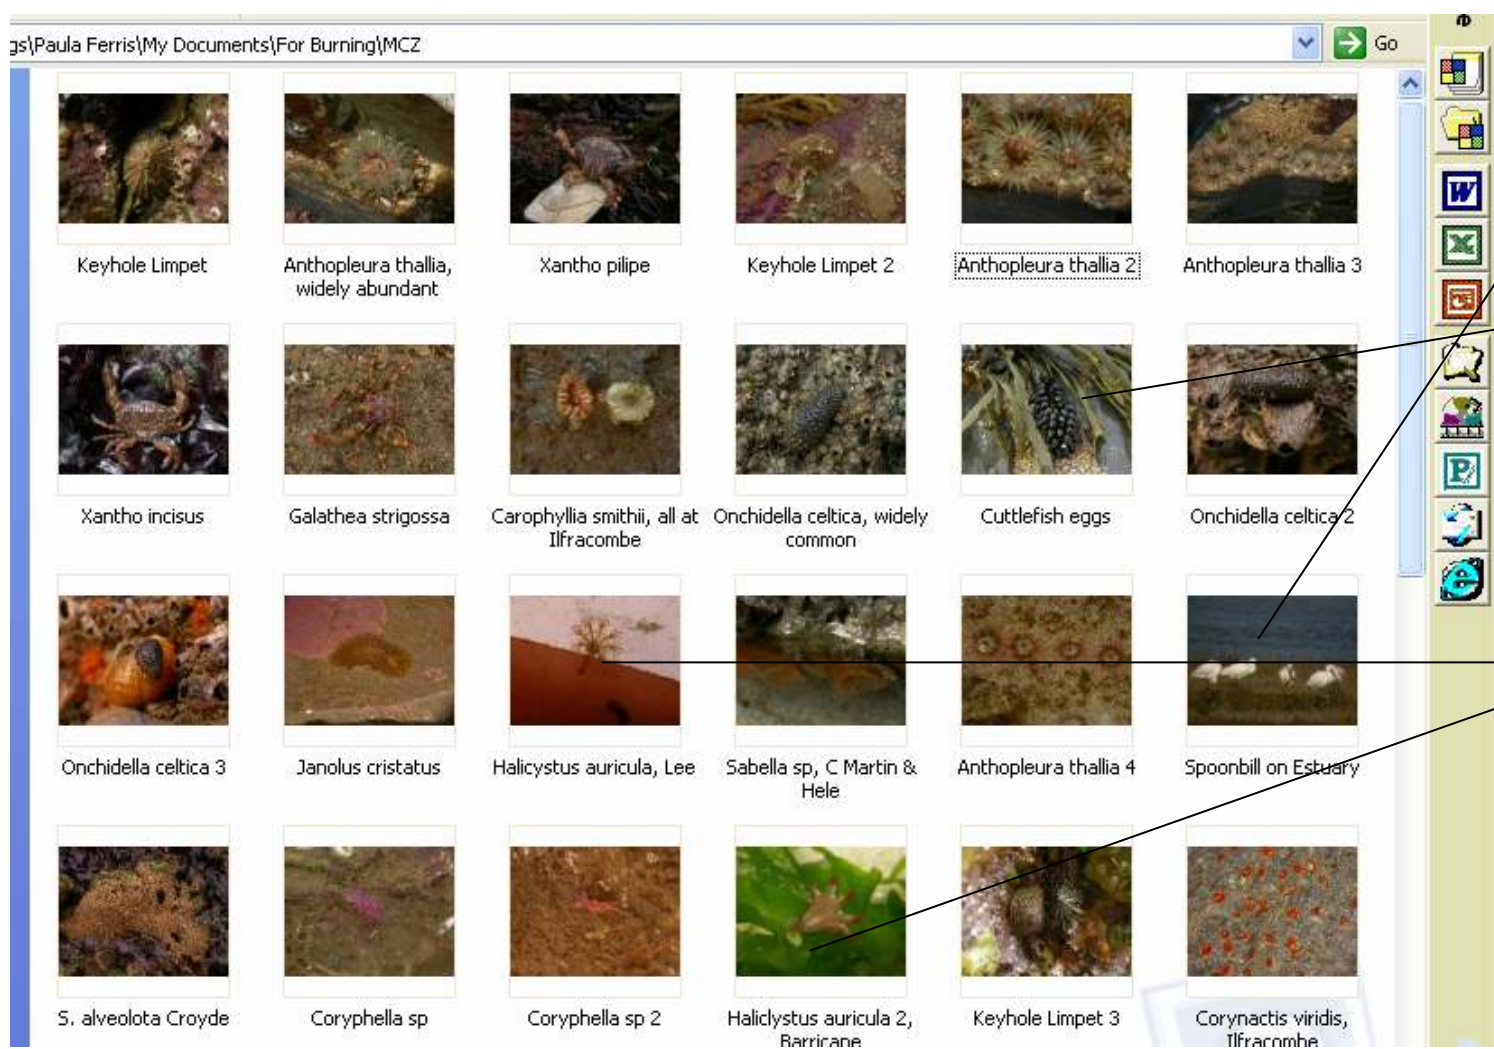 gs\Paula Ferris\My Documents\For Burning\MCZ
Go
Keyhole Limpet
Anthopleura thallia,
widely abundant
Xantho pilipe
Keyhole Limpet 2
Anthopleura thallia 2
Anthopleura thallia 3
Xantho incisus
Galathea strigossa
Carophyllia smithii, all at
Ilfracombe
Onchidella celtica, widely
common
Cuttlefish eggs
Onchidella celtica 2
Onchidella celtica 3
Janolus cristatus
Halicystus auricula, Lee
Sabella sp, C Martin &
Hele
Anthopleura thallia 4
Spoonbill on Estuary
S. alveolota Croyde
Coryphella sp
Coryphella sp 2
Haliclystus auricula 2,
Barricane
Keyhole Limpet 3
Corynactis viridis,
Ilfracombe